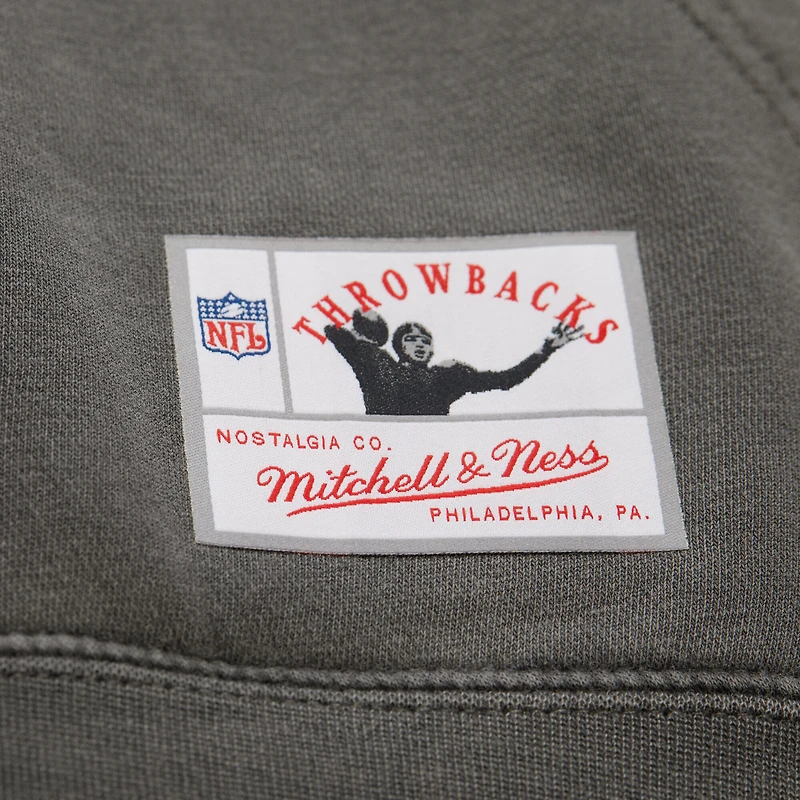 THROWBACKS
NFL
NOSTALGIA CO.
Mitchell & Ness
PHILADELPHIA, PA.